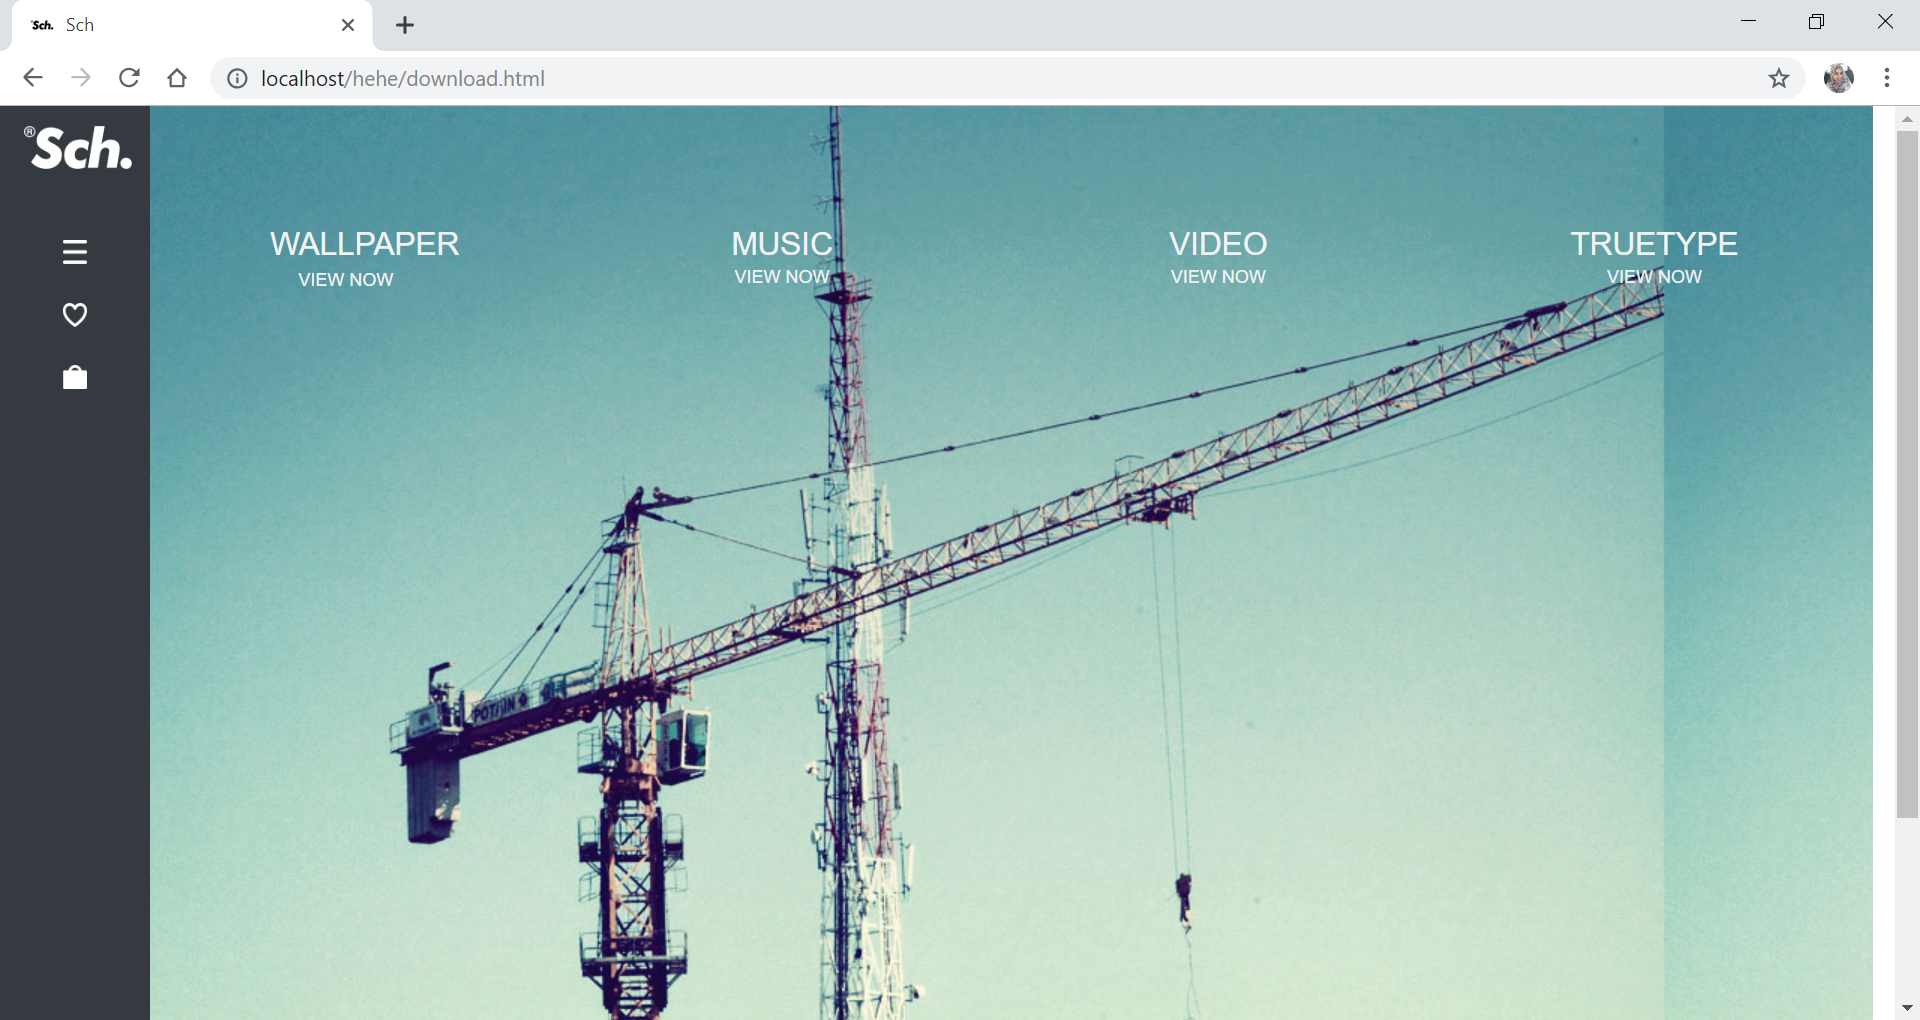 Sch.
Sch
localhost/hehe/download.html
®Sch.
WALLPAPER
MUSIC
VIDEO
TRUETYPE
VIEW NOW
VIEW NOW
VIEW NOW
VIEW NOW
POTAIN